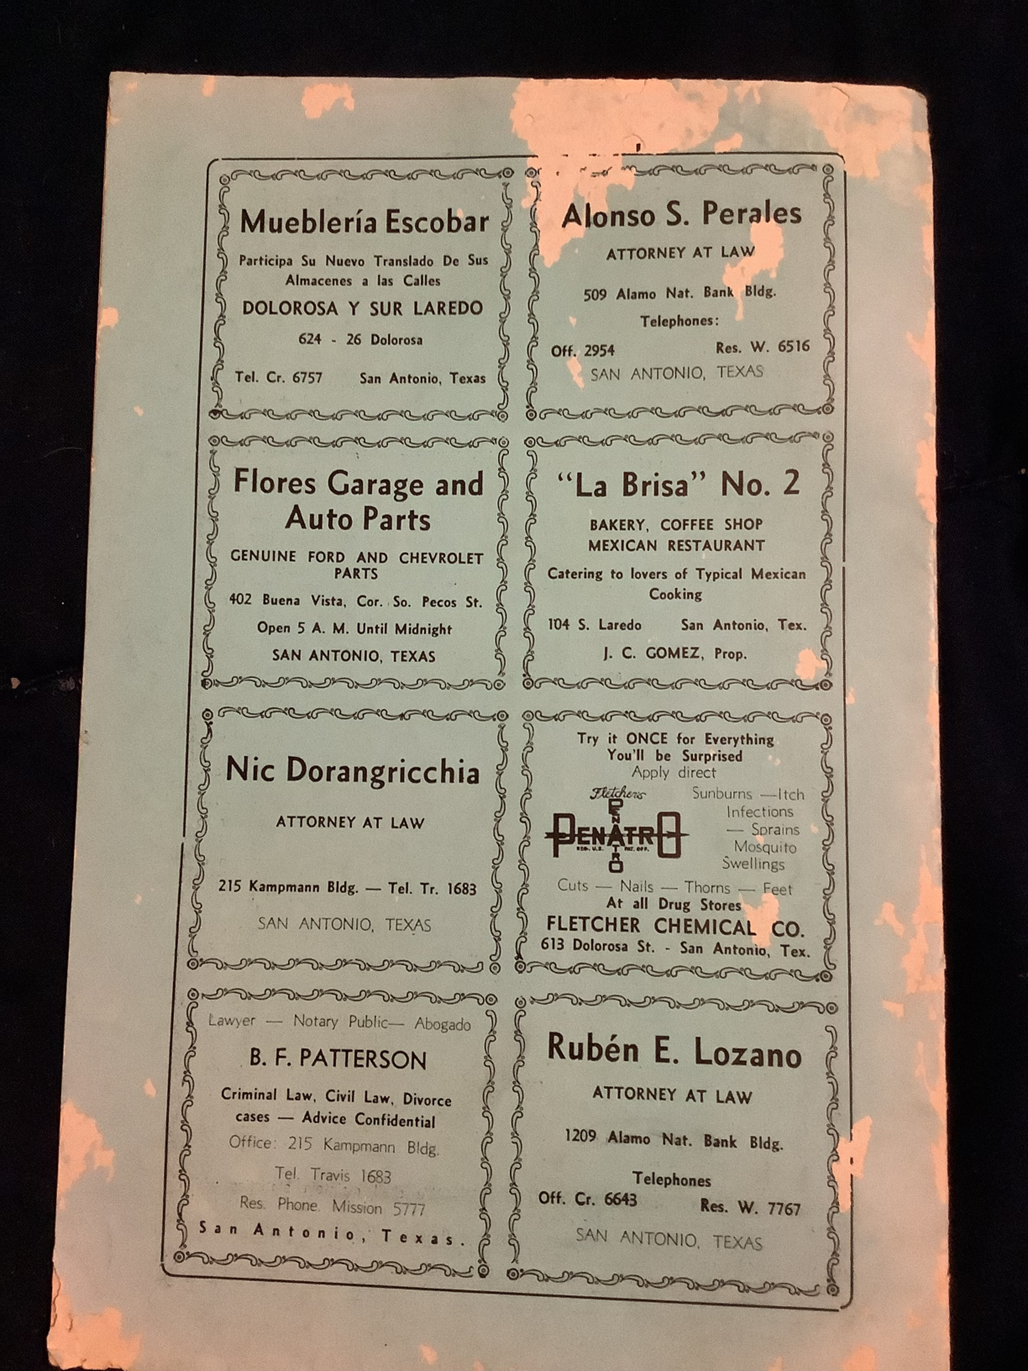 Mueblería Escobar
Participa Su Nuevo Translado De Sus
Almacenes a las Calles
DOLOROSA Y SUR LAREDO
624 - 26 Dolorosa
Tel. Cr. 6757 San Antonio, Texas
Alonso S. Perales
ATTORNEY AT LAW
509 Alamo Nat. Bank Bldg.
Telephones:
Off. 2954 Res. W. 6516
SAN ANTONIO, TEXAS
Flores Garage and
Auto Parts
GENUINE FORD AND CHEVROLET
PARTS
402 Buena Vista, Cor. So. Pecos St.
Open 5 A. M. Until Midnight
SAN ANTONIO, TEXAS
"La Brisa" No. 2
BAKERY, COFFEE SHOP
MEXICAN RESTAURANT
Catering to lovers of Typical Mexican
Cooking
104 S. Laredo San Antonio, Tex.
J. C. GOMEZ, Prop.
Nic Dorangricchia
ATTORNEY AT LAW
215 Kampmann Bldg. — Tel. Tr. 1683
SAN ANTONIO, TEXAS
Try it ONCE for Everything
You'll be Surprised
Apply direct
Fletcher's
PENATRO
PENATRO
REG. U.S. PAT. OFF.
Sunburns —Itch
Infections
— Sprains
Mosquito
Swellings
Cuts — Nails — Thorns — Feet
At all Drug Stores
FLETCHER CHEMICAL CO.
613 Dolorosa St. - San Antonio, Tex.
Lawyer — Notary Public— Abogado
B. F. PATTERSON
Criminal Law, Civil Law, Divorce
cases — Advice Confidential
Office: 215 Kampmann Bldg.
Tel. Travis 1683
Res. Phone Mission 5777
San Antonio, Texas.
Rubén E. Lozano
ATTORNEY AT LAW
1209 Alamo Nat. Bank Bldg.
Telephones
Off. Cr. 6643 Res. W. 7767
SAN ANTONIO, TEXAS